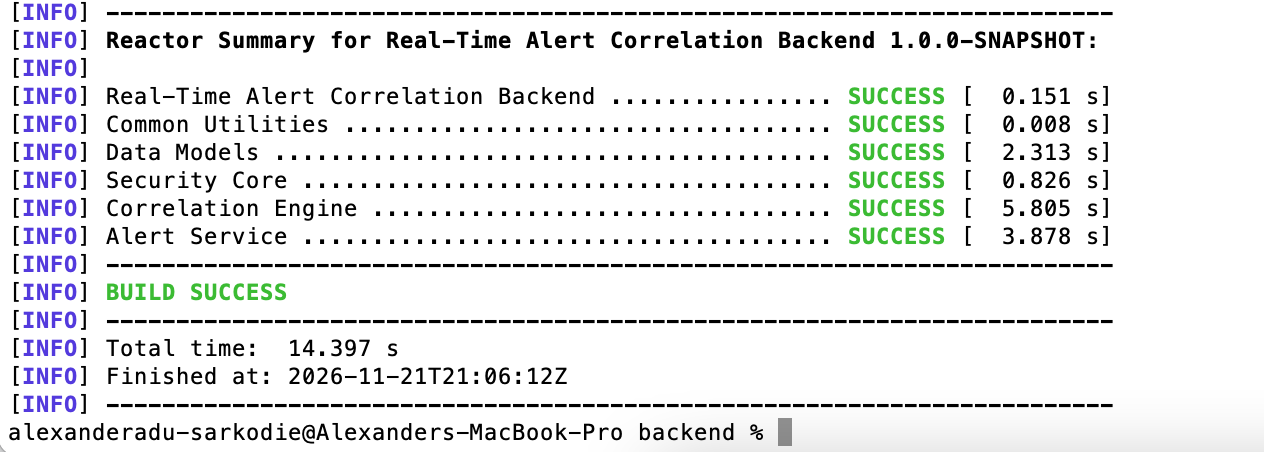 [INFO] ------------------------------------------------------------------------
[INFO] Reactor Summary for Real-Time Alert Correlation Backend 1.0.0-SNAPSHOT:
[INFO]
[INFO] Real-Time Alert Correlation Backend ................ SUCCESS [  0.151 s]
[INFO] Common Utilities ................................... SUCCESS [  0.008 s]
[INFO] Data Models ........................................ SUCCESS [  2.313 s]
[INFO] Security Core ...................................... SUCCESS [  0.826 s]
[INFO] Correlation Engine ................................. SUCCESS [  5.805 s]
[INFO] Alert Service ...................................... SUCCESS [  3.878 s]
[INFO] ------------------------------------------------------------------------
[INFO] BUILD SUCCESS
[INFO] ------------------------------------------------------------------------
[INFO] Total time:  14.397 s
[INFO] Finished at: 2026-11-21T21:06:12Z
[INFO] ------------------------------------------------------------------------
alexanderadu-sarkodie@Alexanders-MacBook-Pro backend %